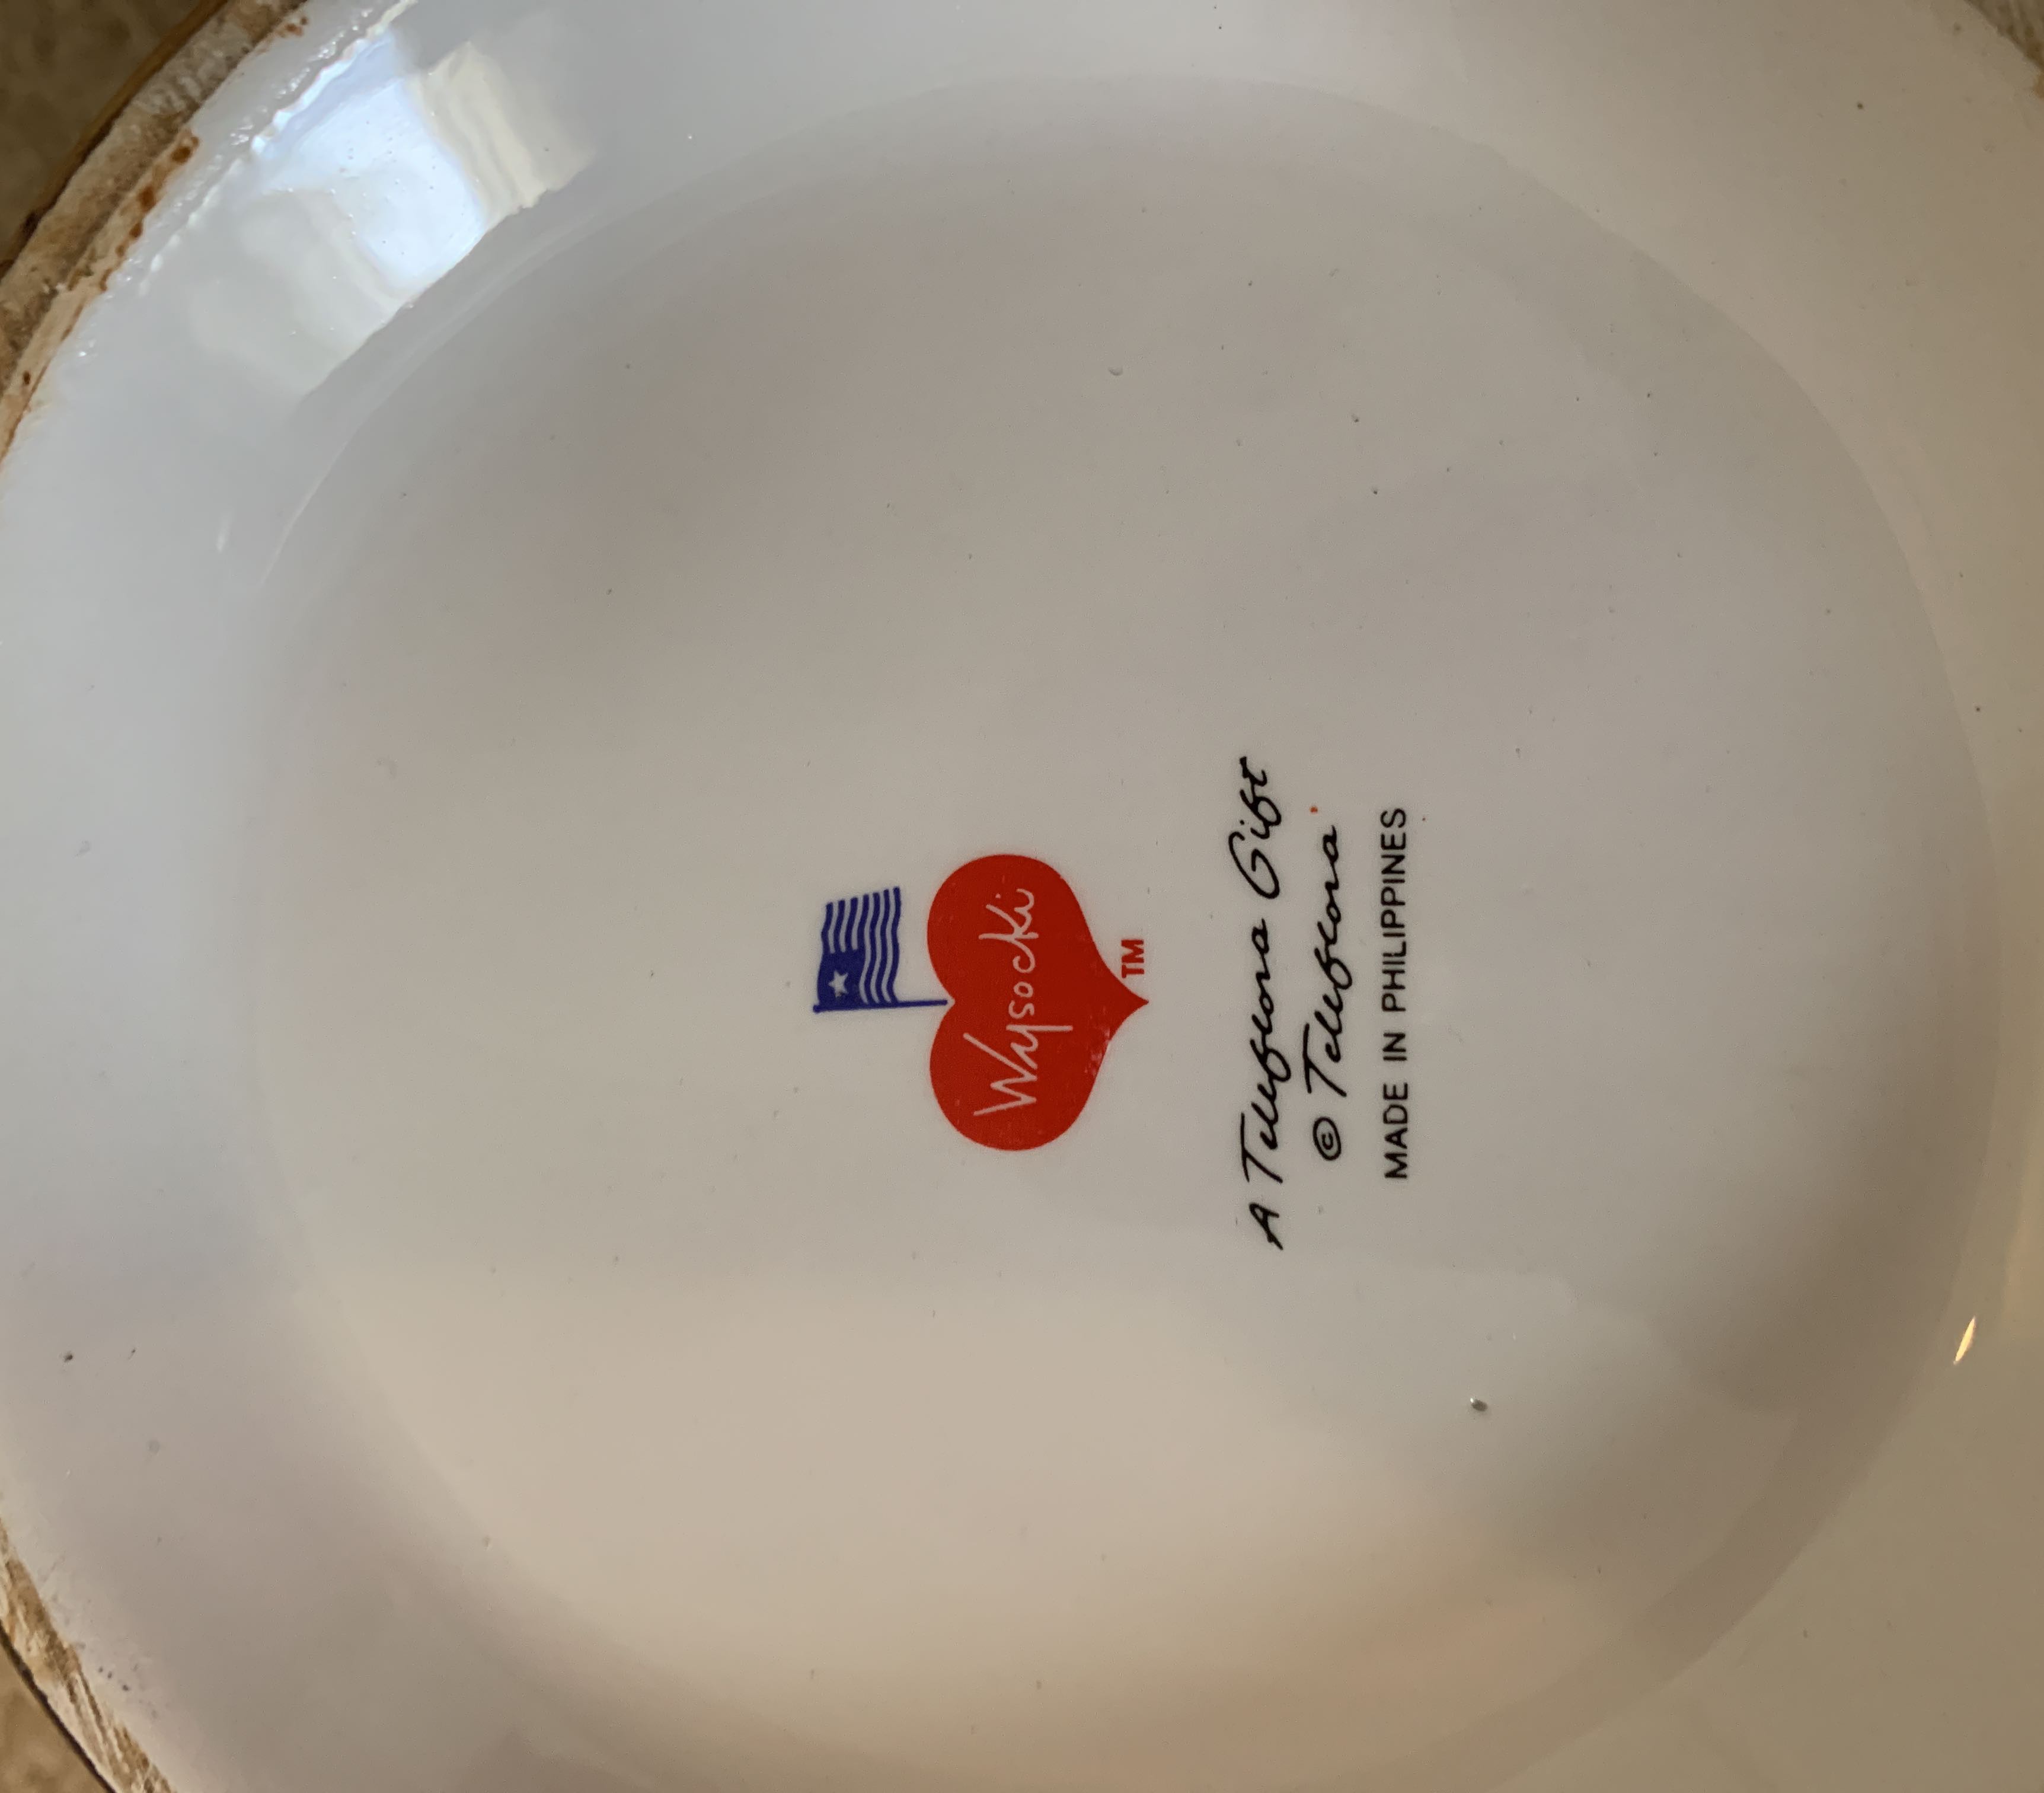 Wysocki
TM
A Teleflora Gift
© Teleflora
MADE IN PHILIPPINES